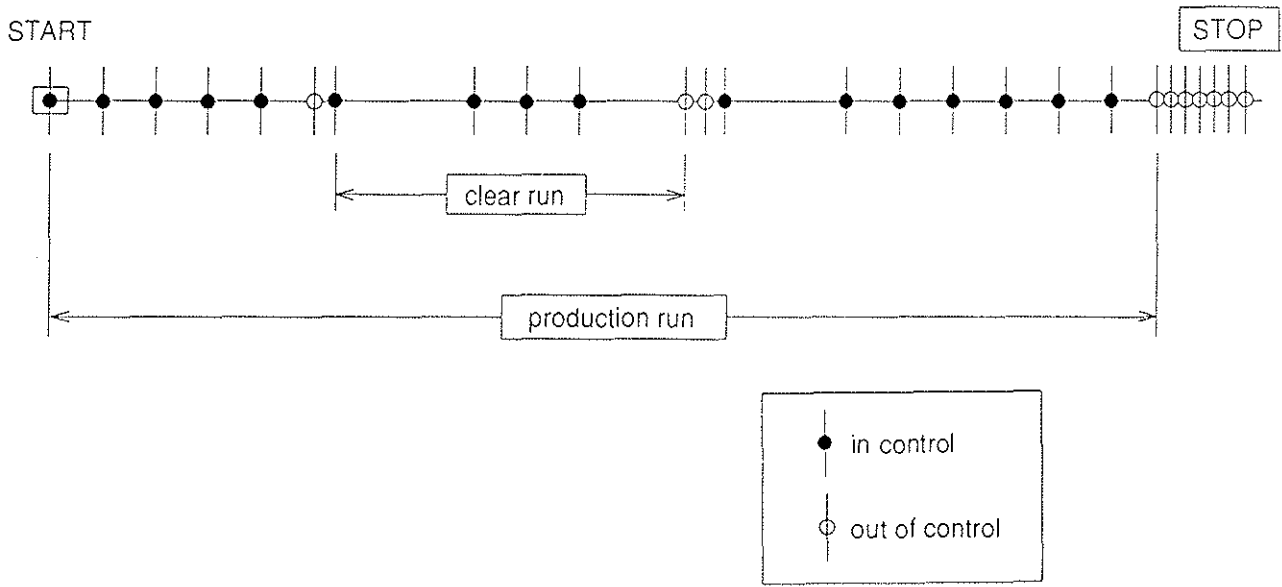 START
STOP
clear run
production run
in control
out of control